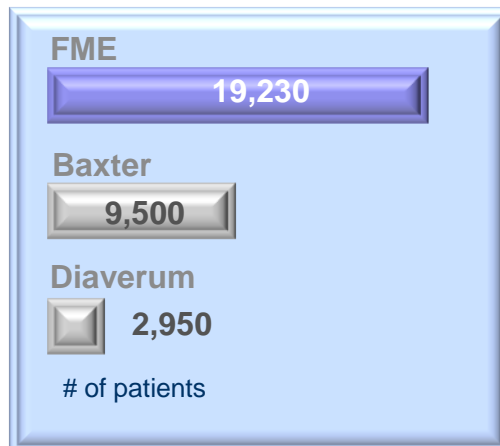 FME
19,230
Baxter
9,500
Diaverum
2,950
# of patients